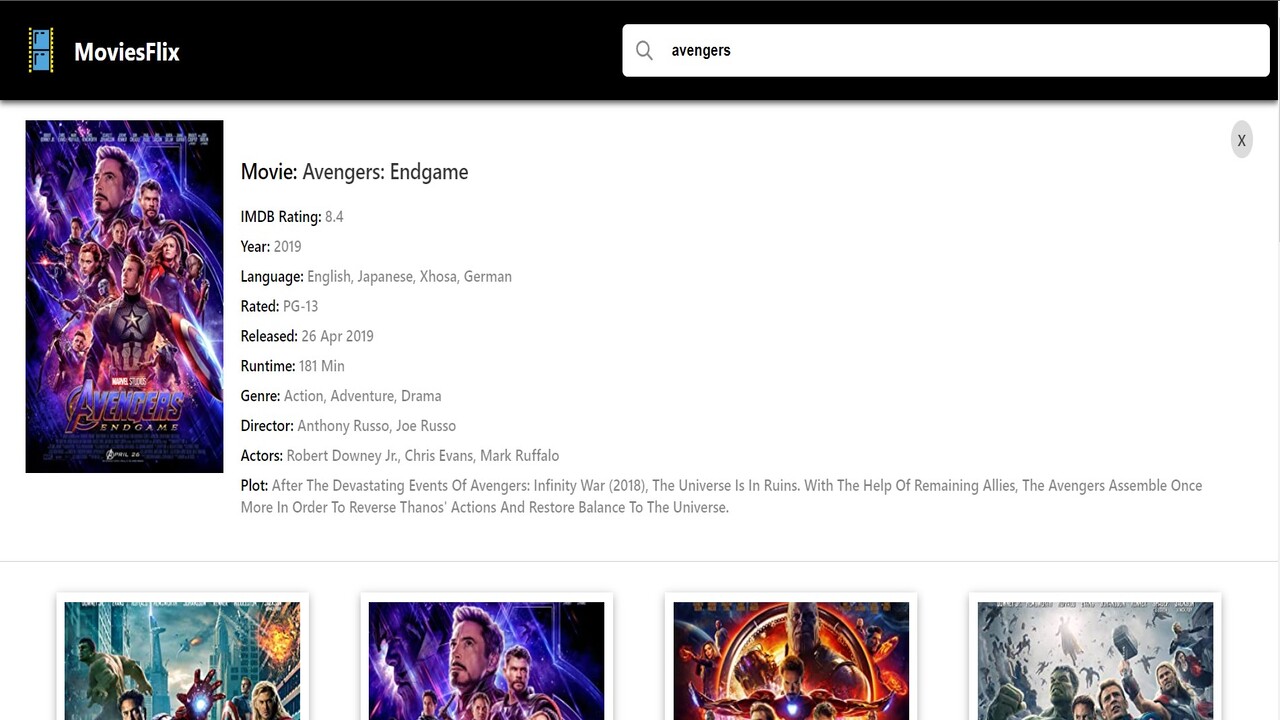 MoviesFlix
avengers
X
MARVEL STUDIOS
AVENGERS
ENDGAME
APRIL 26
Movie: Avengers: Endgame
IMDB Rating: 8.4
Year: 2019
Language: English, Japanese, Xhosa, German
Rated: PG-13
Released: 26 Apr 2019
Runtime: 181 Min
Genre: Action, Adventure, Drama
Director: Anthony Russo, Joe Russo
Actors: Robert Downey Jr., Chris Evans, Mark Ruffalo
Plot: After The Devastating Events Of Avengers: Infinity War (2018), The Universe Is In Ruins. With The Help Of Remaining Allies, The Avengers Assemble Once
More In Order To Reverse Thanos' Actions And Restore Balance To The Universe.